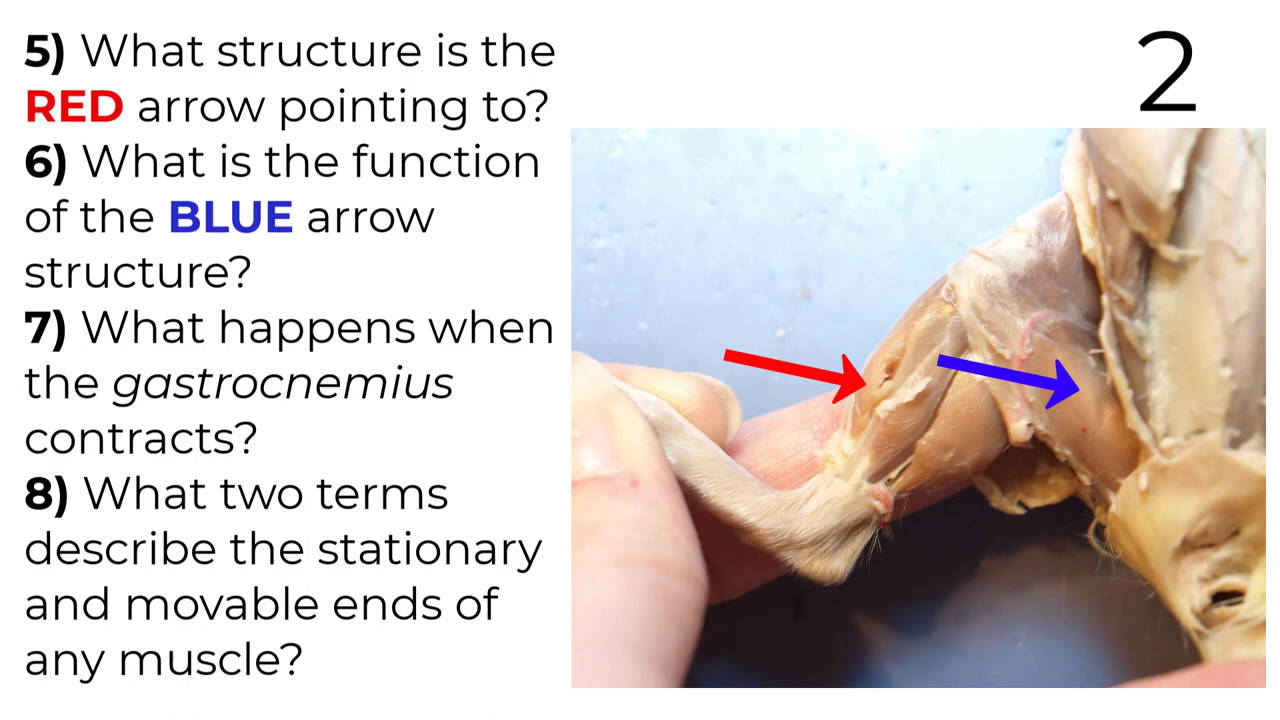 5) What structure is the
RED arrow pointing to?
6) What is the function
of the BLUE arrow
structure?
7) What happens when
the gastrocnemius
contracts?
8) What two terms
describe the stationary
and movable ends of
any muscle?
2